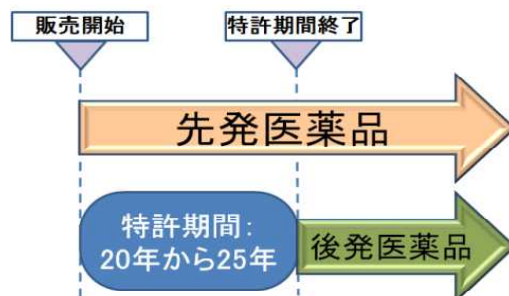 販売開始
特許期間終了
先発医薬品
特許期間：
20年から25年
後発医薬品